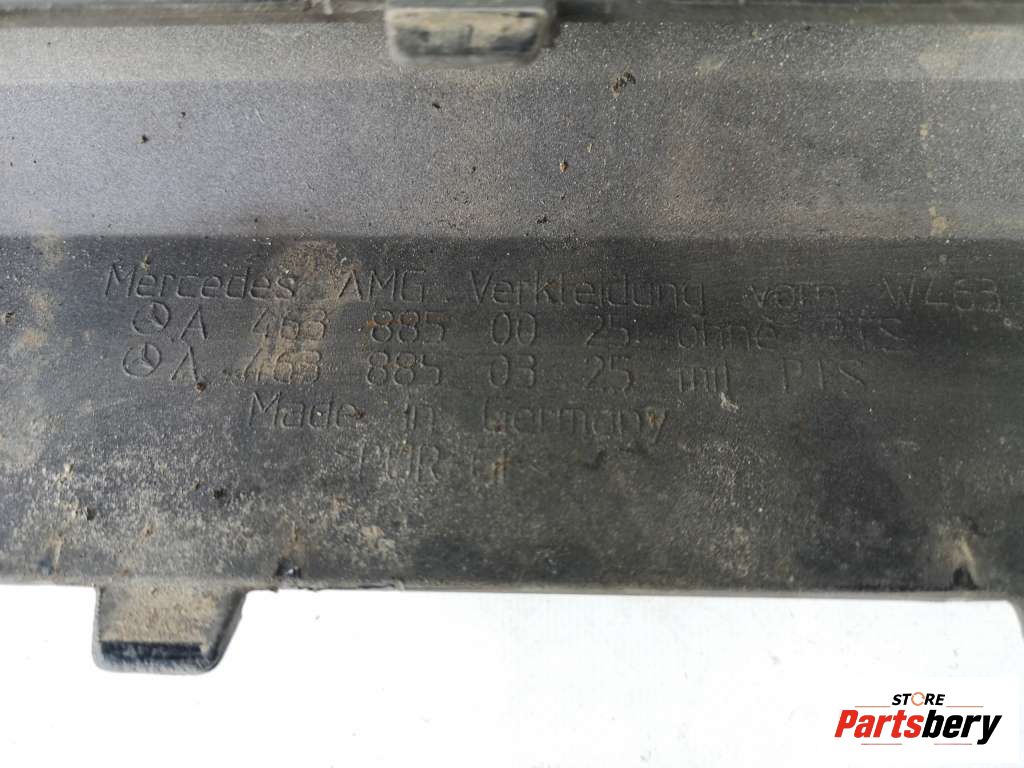 Mercedes AMG Verkleidung vorn W463
A 463 885 00 25 ohne PTS
A 463 885 03 25 mit PTS
Made in Germany
STORE
Partsbery